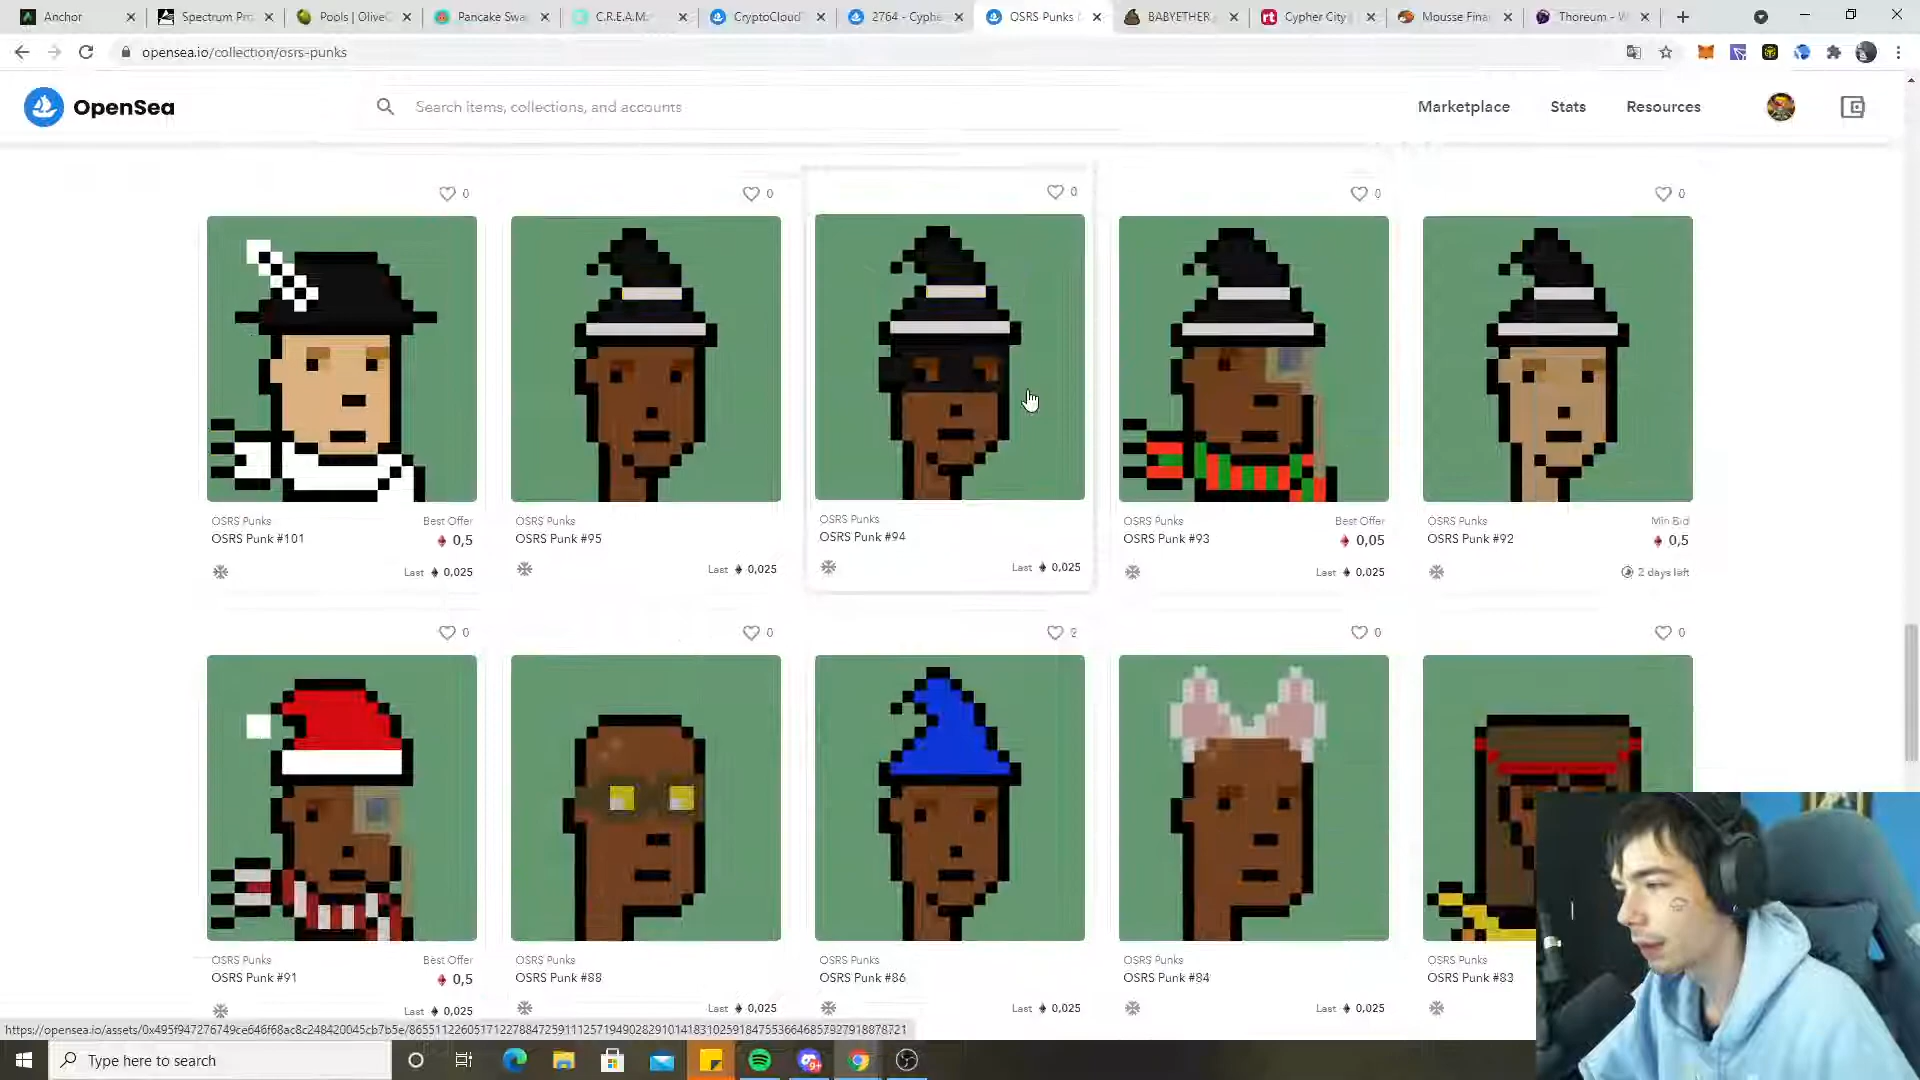 Anchor
Spectrum Pr
Pools | OliveC
Pancake Swa
C.R.E.A.M.
CryptoCloud
2764 - Cyphe
OSRS Punks
BABYETHER
Cypher City
Mousse Fina
Thoreum - W
opensea.io/collection/osrs-punks
OpenSea
Search items, collections, and accounts
Marketplace
Stats
Resources
0
0
0
0
0
OSRS Punks
Best Offer
OSRS Punk #101
0,5
Last 0,025
OSRS Punks
OSRS Punk #95
Last 0,025
OSRS Punks
OSRS Punk #94
Last 0,025
OSRS Punks
Best Offer
OSRS Punk #93
0,05
Last 0,025
OSRS Punks
Min Bid
OSRS Punk #92
0,5
2 days left
0
0
2
0
0
OSRS Punks
Best Offer
OSRS Punk #91
0,5
Last 0,025
OSRS Punks
OSRS Punk #88
Last 0,025
OSRS Punks
OSRS Punk #86
Last 0,025
OSRS Punks
OSRS Punk #84
Last 0,025
OSRS Punks
OSRS Punk #83
Type here to search